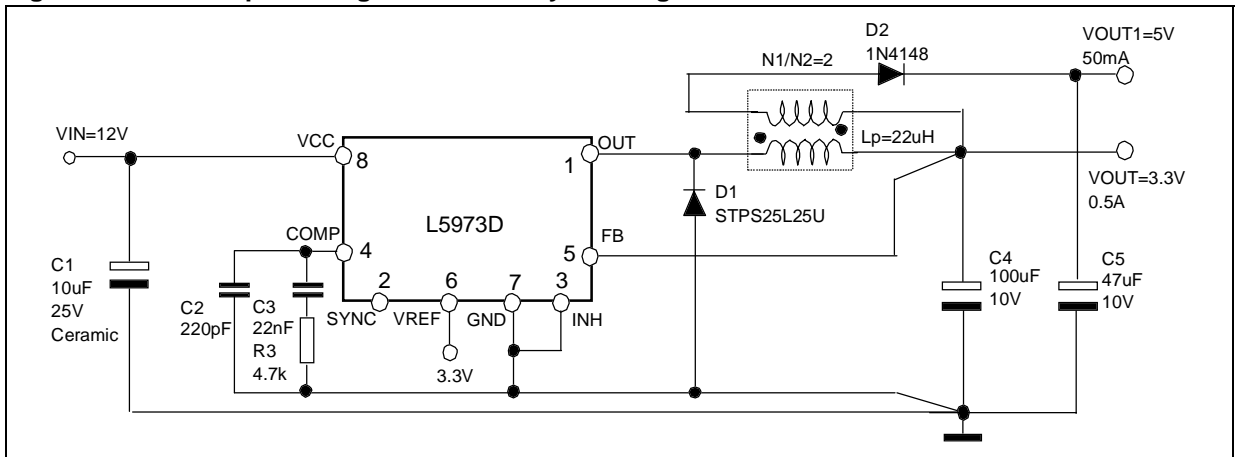 D2
1N4148
N1/N2=2
VOUT1=5V
50mA
VIN=12V
VCC
8
OUT
1
Lp=22uH
VOUT=3.3V
0.5A
D1
STPS25L25U
L5973D
COMP
4
FB
5
2
6
7
3
SYNC
VREF
GND
INH
3.3V
C1
10uF
25V
Ceramic
C2
220pF
C3
22nF
R3
4.7k
C4
100uF
10V
C5
47uF
10V